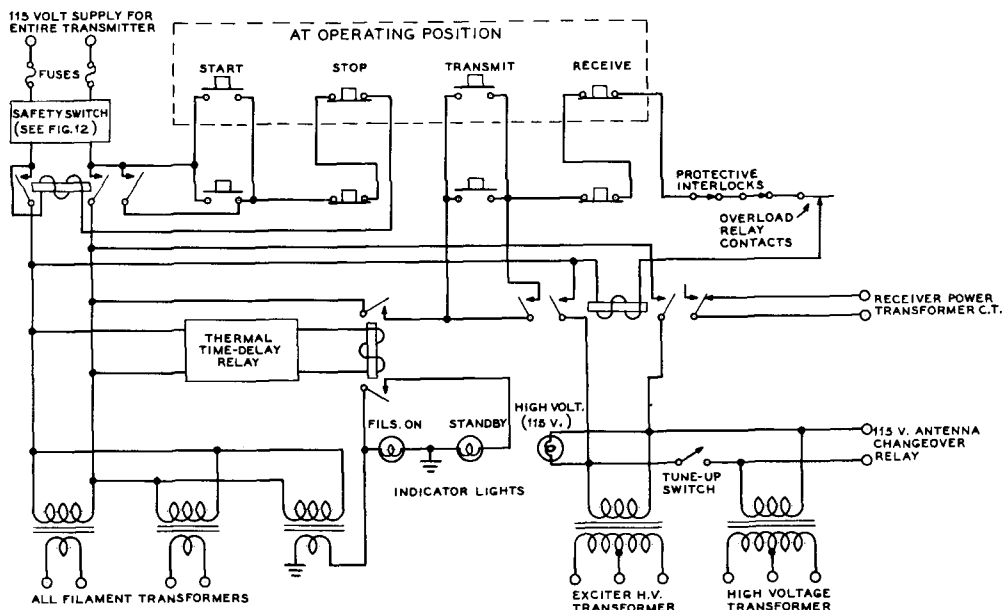 115 VOLT SUPPLY FOR
ENTIRE TRANSMITTER
FUSES
SAFETY SWITCH
(SEE FIG. 12)
AT OPERATING POSITION
START
STOP
TRANSMIT
RECEIVE
PROTECTIVE
INTERLOCKS
OVERLOAD
RELAY
CONTACTS
RECEIVER POWER
TRANSFORMER C.T.
THERMAL
TIME-DELAY
RELAY
FILS. ON
STANDBY
INDICATOR LIGHTS
HIGH VOLT.
(115 V.)
115 V. ANTENNA
CHANGEOVER
RELAY
TUNE-UP
SWITCH
ALL FILAMENT TRANSFORMERS
EXCITER H.V.
TRANSFORMER
HIGH VOLTAGE
TRANSFORMER